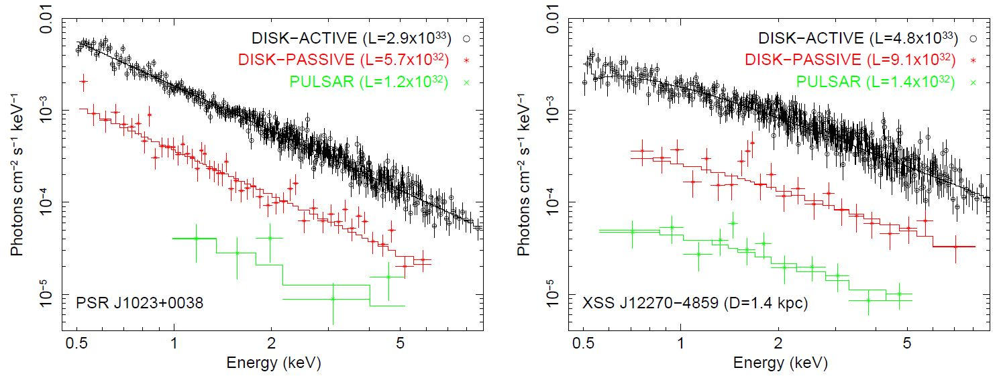 0.01
DISK−ACTIVE (L=2.9x10³³)
DISK−PASSIVE (L=5.7x10³²)
PULSAR (L=1.2x10³²)
10⁻³
Photons cm⁻² s⁻¹ keV⁻¹
10⁻⁴
10⁻⁵
PSR J1023+0038
0.5 1 2 5
Energy (keV)
0.01
DISK−ACTIVE (L=4.8x10³³)
DISK−PASSIVE (L=9.1x10³²)
PULSAR (L=1.4x10³²)
10⁻³
Photons cm⁻² s⁻¹ keV⁻¹
10⁻⁴
10⁻⁵
XSS J12270−4859 (D=1.4 kpc)
0.5 1 2 5
Energy (keV)